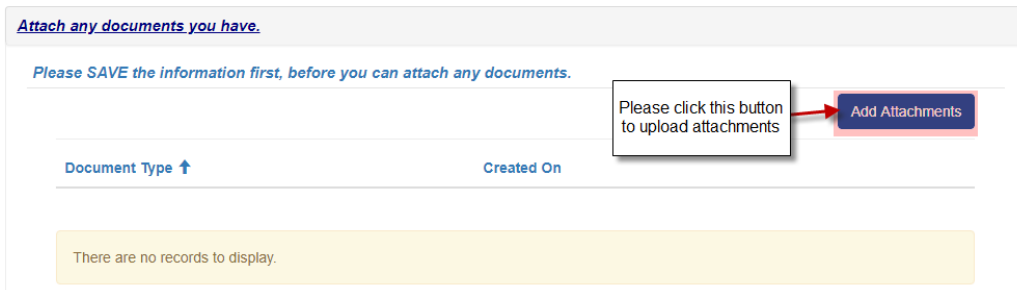 Attach any documents you have.
Please SAVE the information first, before you can attach any documents.
Please click this button
to upload attachments
Add Attachments
Document Type ↑
Created On
There are no records to display.